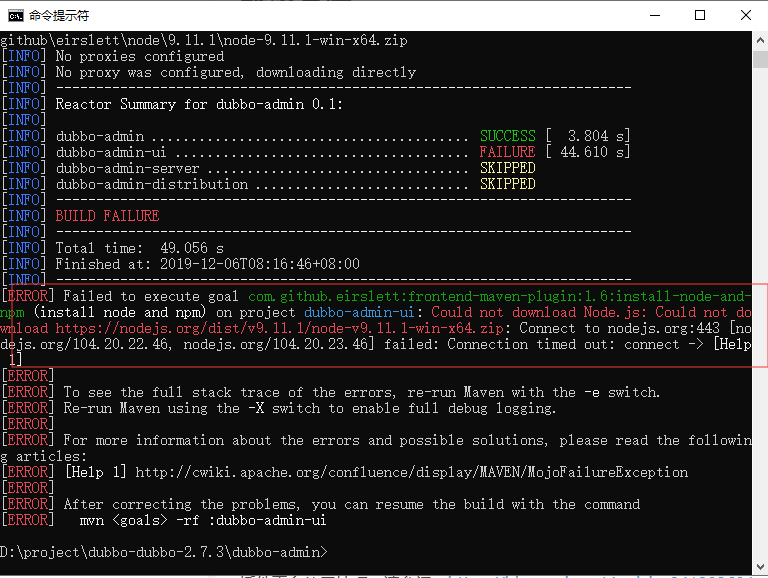 命令提示符
github\eirslett\node\9.11.1\node-9.11.1-win-x64.zip
[INFO] No proxies configured
[INFO] No proxy was configured, downloading directly
[INFO] ------------------------------------------------------------------------
[INFO] Reactor Summary for dubbo-admin 0.1:
[INFO]
[INFO] dubbo-admin ........................................ SUCCESS [  3.804 s]
[INFO] dubbo-admin-ui ..................................... FAILURE [ 44.610 s]
[INFO] dubbo-admin-server ................................. SKIPPED
[INFO] dubbo-admin-distribution ........................... SKIPPED
[INFO] ------------------------------------------------------------------------
[INFO] BUILD FAILURE
[INFO] ------------------------------------------------------------------------
[INFO] Total time:  49.056 s
[INFO] Finished at: 2019-12-06T08:16:46+08:00
[INFO] ------------------------------------------------------------------------
[ERROR] Failed to execute goal com.github.eirslett:frontend-maven-plugin:1.6:install-node-and-
npm (install node and npm) on project dubbo-admin-ui: Could not download Node.js: Could not do
wnload https://nodejs.org/dist/v9.11.1/node-v9.11.1-win-x64.zip: Connect to nodejs.org:443 [no
dejs.org/104.20.22.46, nodejs.org/104.20.23.46] failed: Connection timed out: connect -> [Help
 1]
[ERROR]
[ERROR] To see the full stack trace of the errors, re-run Maven with the -e switch.
[ERROR] Re-run Maven using the -X switch to enable full debug logging.
[ERROR]
[ERROR] For more information about the errors and possible solutions, please read the followin
g articles:
[ERROR] [Help 1] http://cwiki.apache.org/confluence/display/MAVEN/MojoFailureException
[ERROR]
[ERROR] After correcting the problems, you can resume the build with the command
[ERROR]   mvn <goals> -rf :dubbo-admin-ui
D:\project\dubbo-dubbo-2.7.3\dubbo-admin>